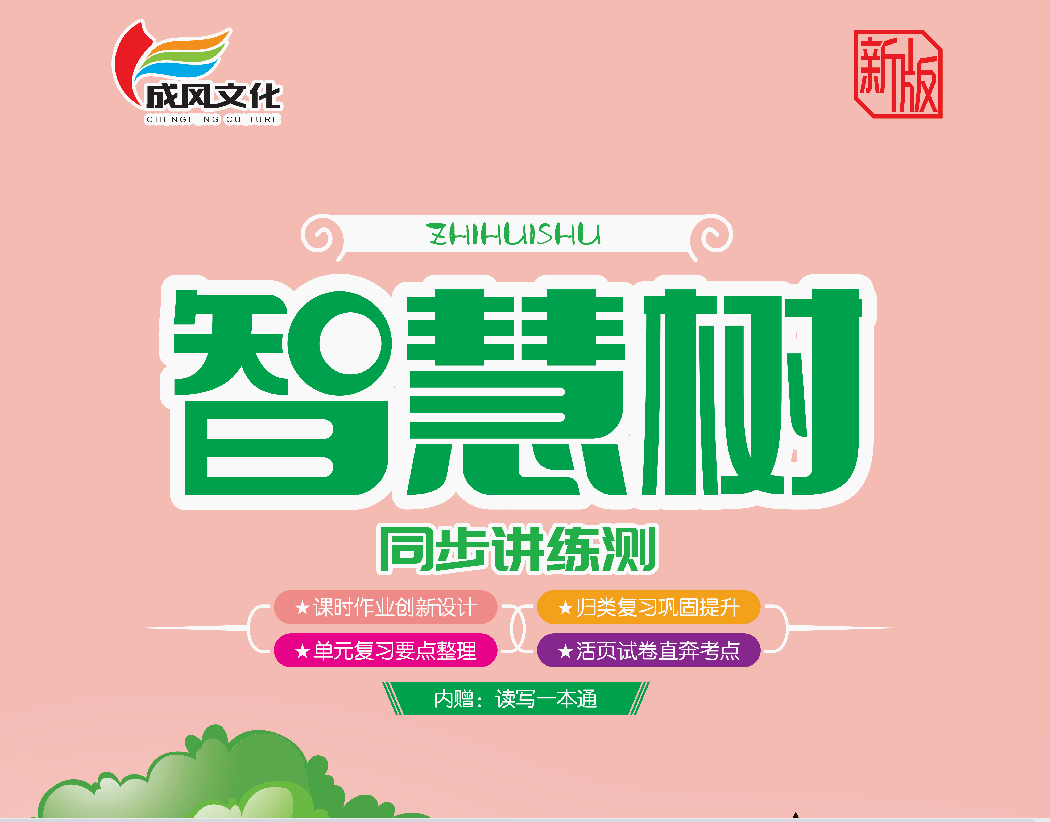 成风文化
CHENGFENG CULTURE
新版
ZHIHUISHU
智慧树
同步讲练测
★课时作业创新设计
★归类复习巩固提升
★单元复习要点整理
★活页试卷直奔考点
内赠：读写一本通